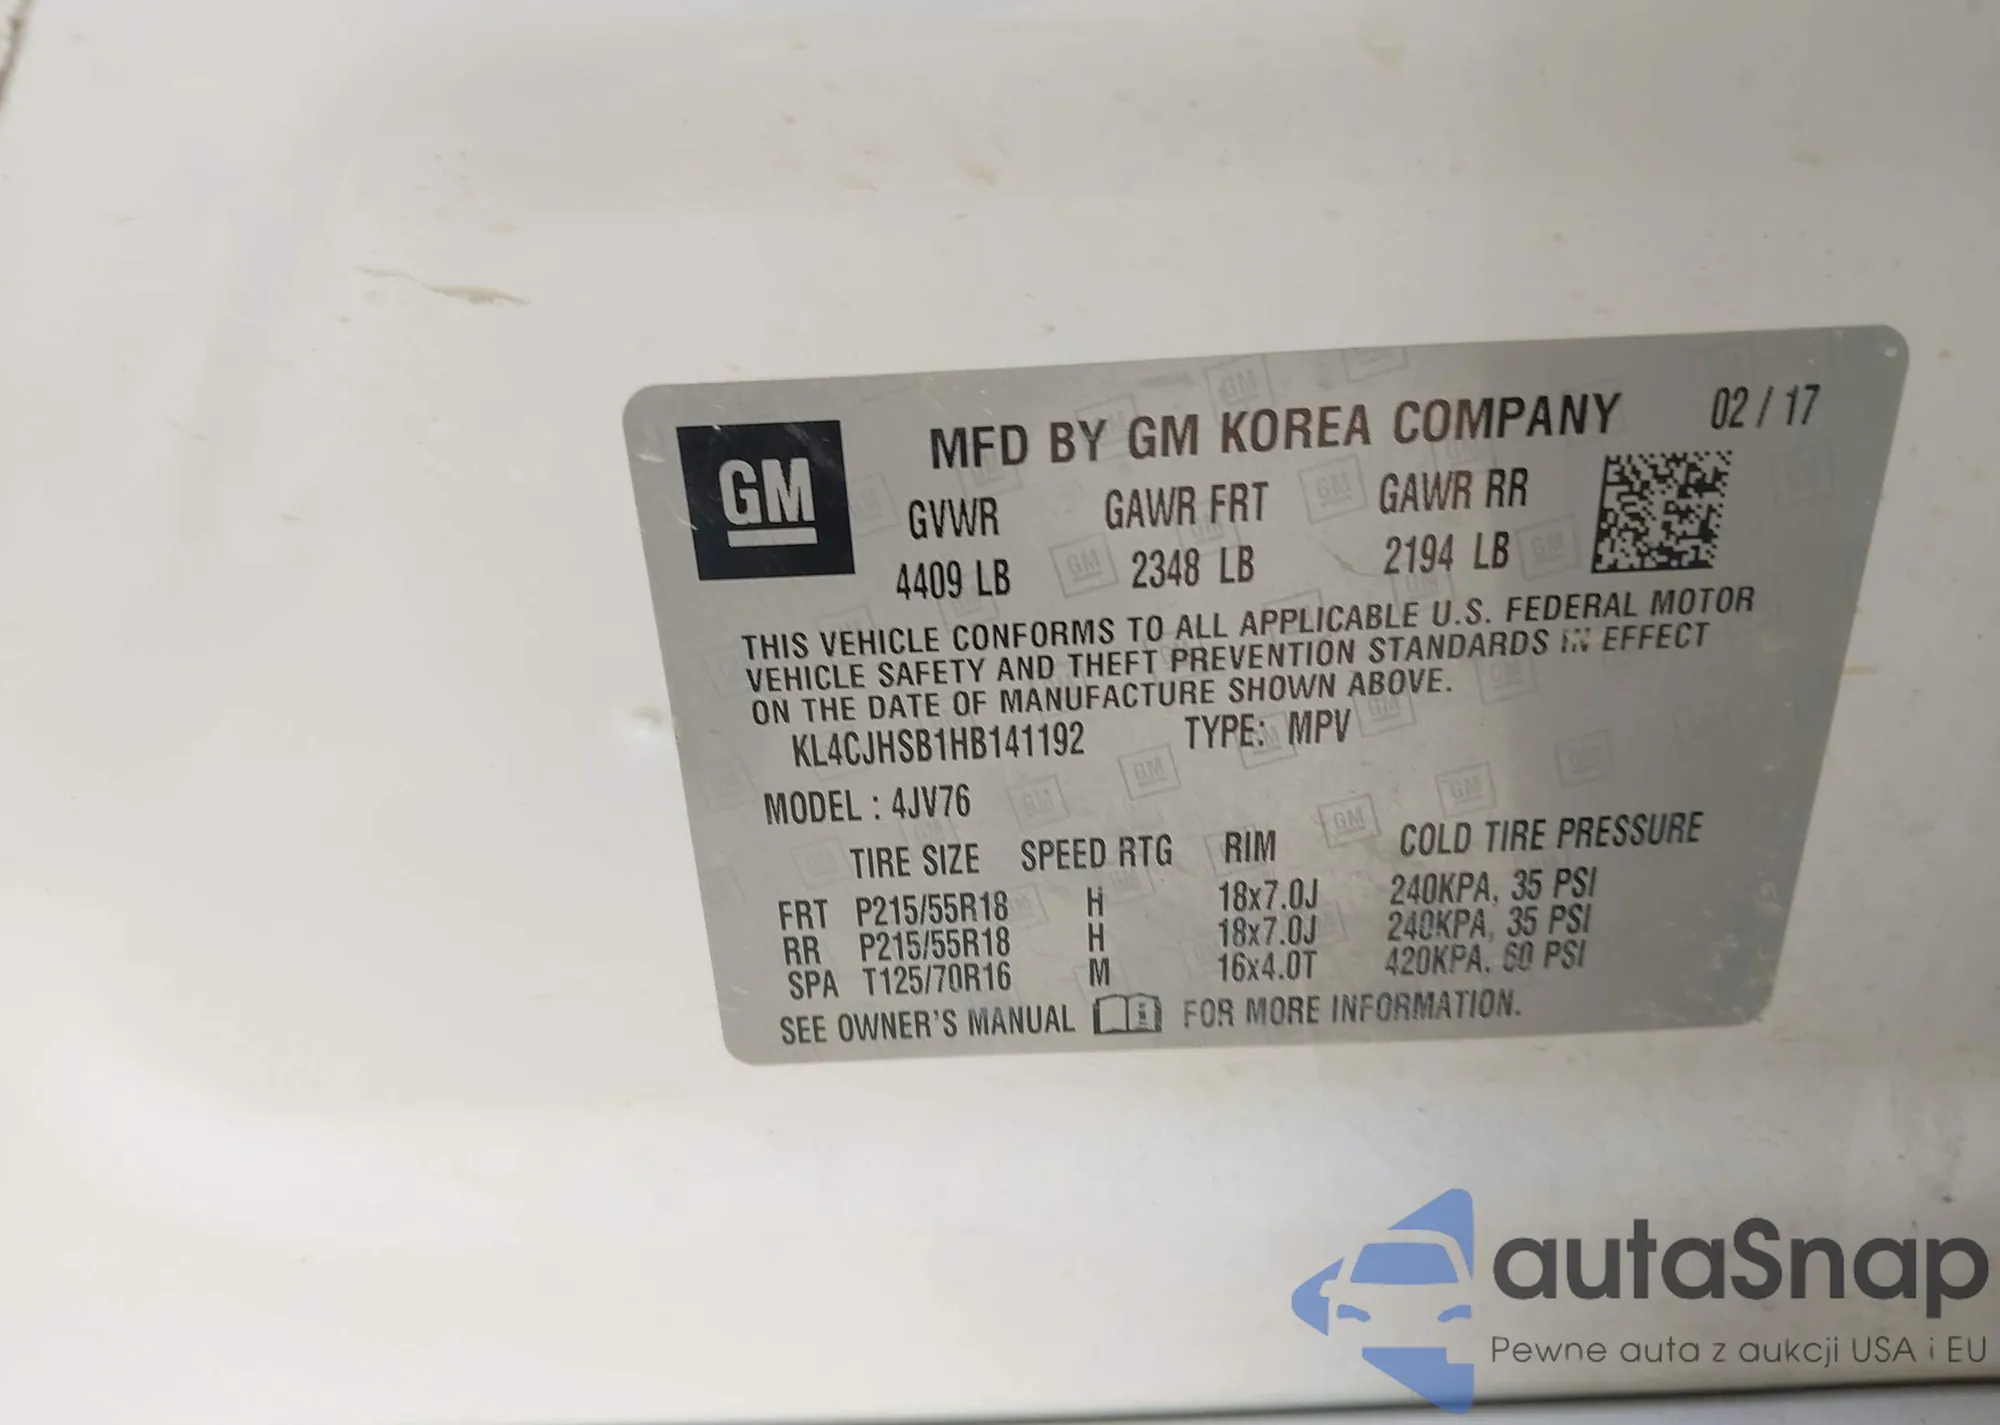 GM
MFD BY GM KOREA COMPANY 02 / 17
GVWR GAWR FRT GAWR RR
4409 LB 2348 LB 2194 LB
THIS VEHICLE CONFORMS TO ALL APPLICABLE U.S. FEDERAL MOTOR
VEHICLE SAFETY AND THEFT PREVENTION STANDARDS IN EFFECT
ON THE DATE OF MANUFACTURE SHOWN ABOVE.
KL4CJHSB1HB141192 TYPE: MPV
MODEL : 4JV76
TIRE SIZE SPEED RTG RIM COLD TIRE PRESSURE
FRT P215/55R18 H 18x7.0J 240KPA, 35 PSI
RR P215/55R18 H 18x7.0J 240KPA, 35 PSI
SPA T125/70R16 M 16x4.0T 420KPA. 60 PSI
SEE OWNER'S MANUAL FOR MORE INFORMATION.
autaSnap
Pewne auta z aukcji USA i EU